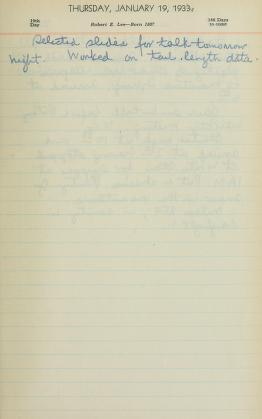 THURSDAY, JANUARY 19, 1933
19th
Day
Robert E. Lee—Born 1807
346 Days
to come
Selected slides for talk tomorrow
night. Worked on tail length data.